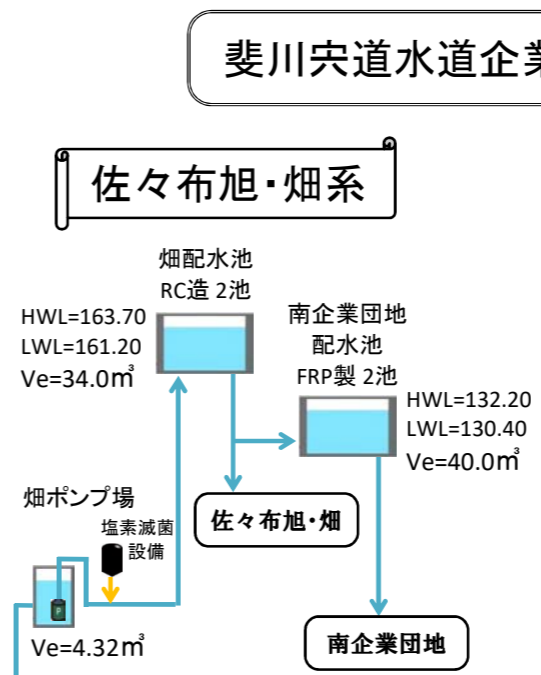 斐川宍道水道企業
佐々布旭・畑系
畑配水池
RC造 2池
HWL=163.70
LWL=161.20
Ve=34.0㎥
南企業団地
配水池
FRP製 2池
HWL=132.20
LWL=130.40
Ve=40.0㎥
畑ポンプ場
塩素滅菌
設備
佐々布旭・畑
P
Ve=4.32㎥
南企業団地